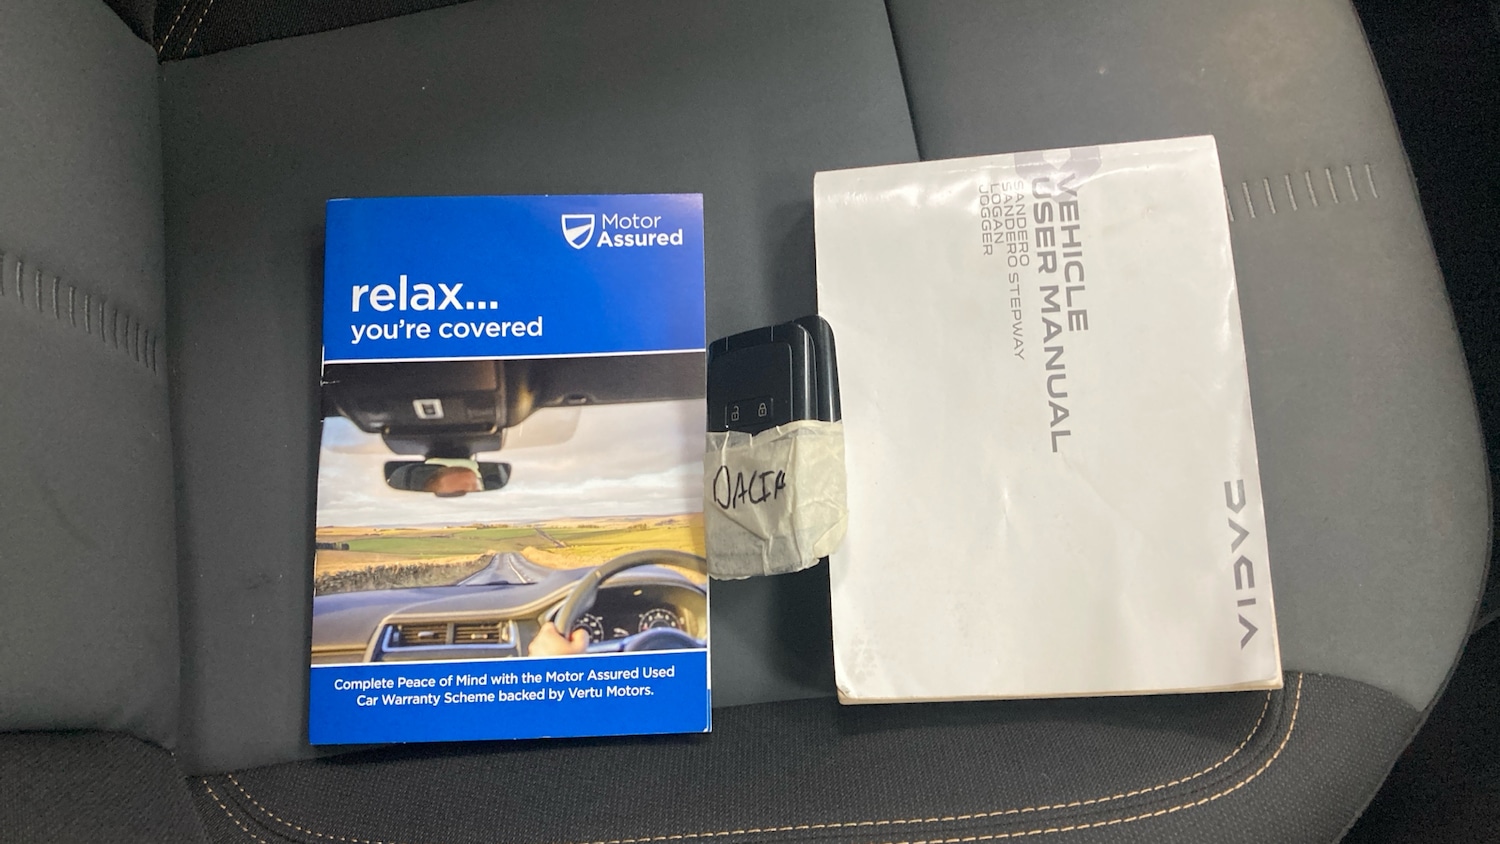 Motor
Assured
relax...
you're covered
Complete Peace of Mind with the Motor Assured Used
Car Warranty Scheme backed by Vertu Motors.
DACIA
VEHICLE
USER MANUAL
SANDERO
SANDERO STEPWAY
LOGAN
JOGGER
DACIA